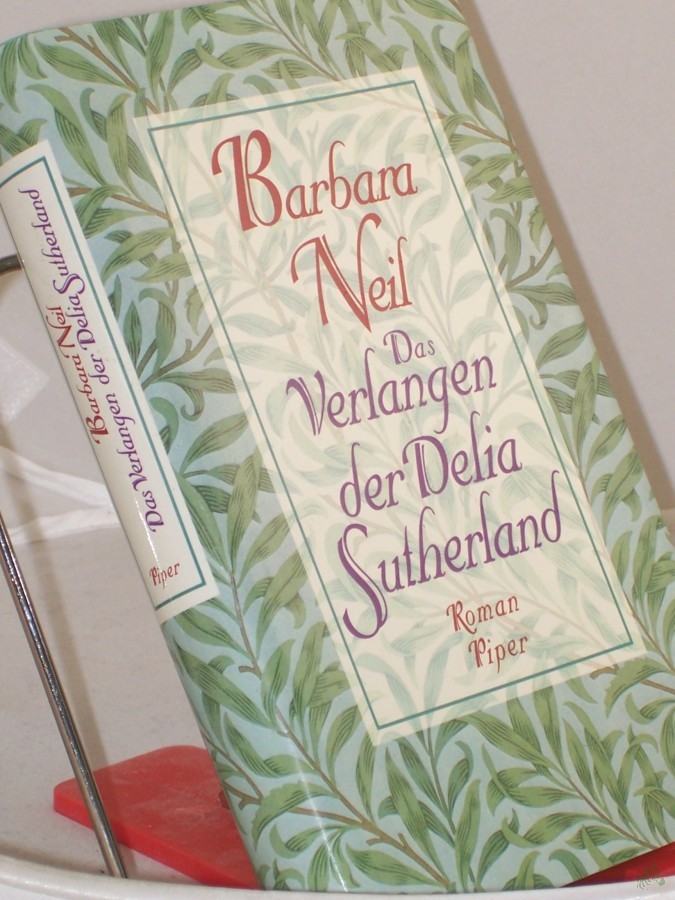 Barbara
Neil
Das
Verlangen
der Delia
Sutherland
Roman
Piper
Barbara Neil
Das Verlangen der Delia Sutherland
Piper